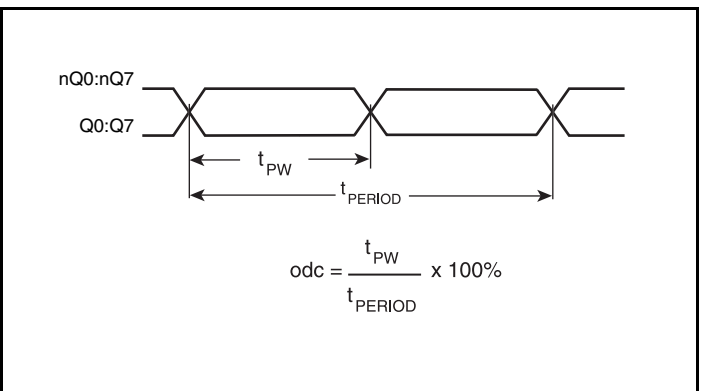 nQ0:nQ7
Q0:Q7
tPW
tPERIOD
odc = tPW / tPERIOD x 100%